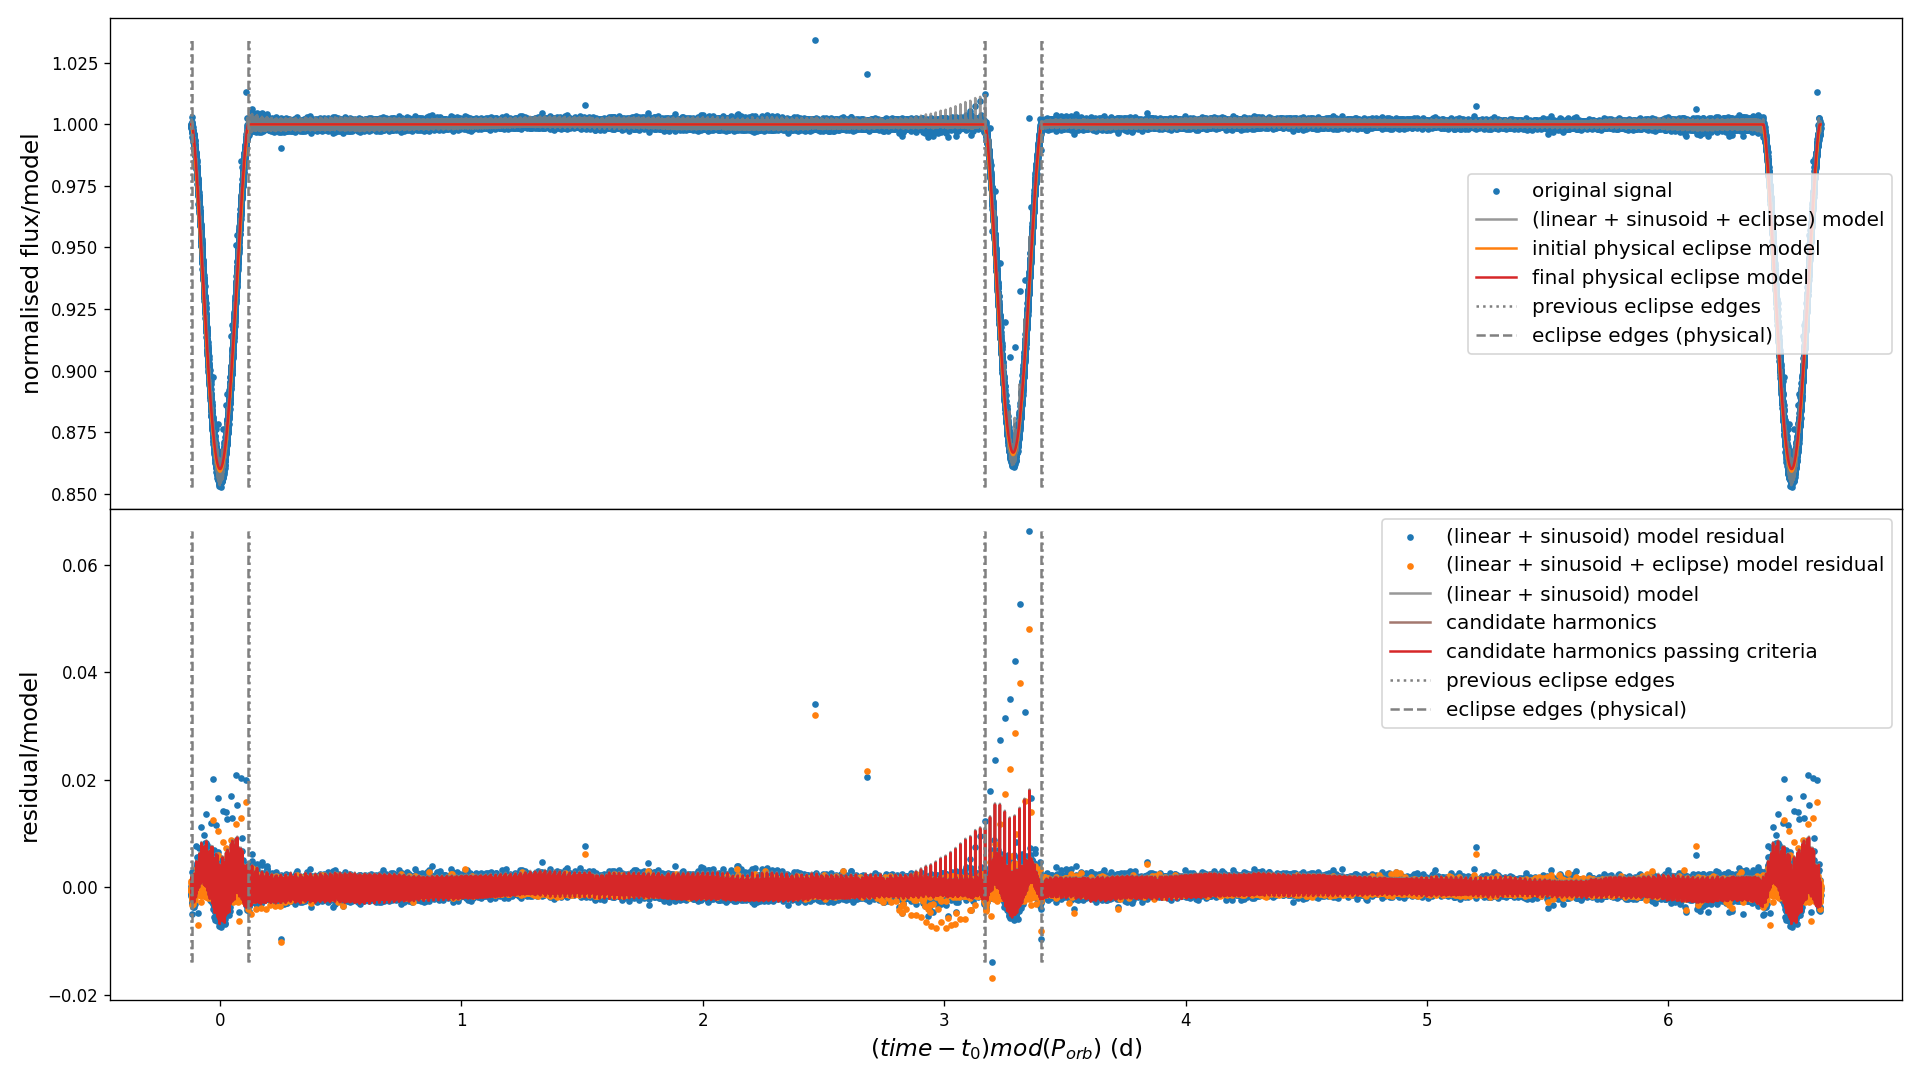 1.025
1.000
0.975
0.950
0.925
0.900
0.875
0.850
normalised flux/model
original signal
(linear + sinusoid + eclipse) model
initial physical eclipse model
final physical eclipse model
previous eclipse edges
eclipse edges (physical)
0.06
0.04
0.02
0.00
−0.02
residual/model
(linear + sinusoid) model residual
(linear + sinusoid + eclipse) model residual
(linear + sinusoid) model
candidate harmonics
candidate harmonics passing criteria
previous eclipse edges
eclipse edges (physical)
0 1 2 3 4 5 6
(time − t₀)mod(P_orb) (d)